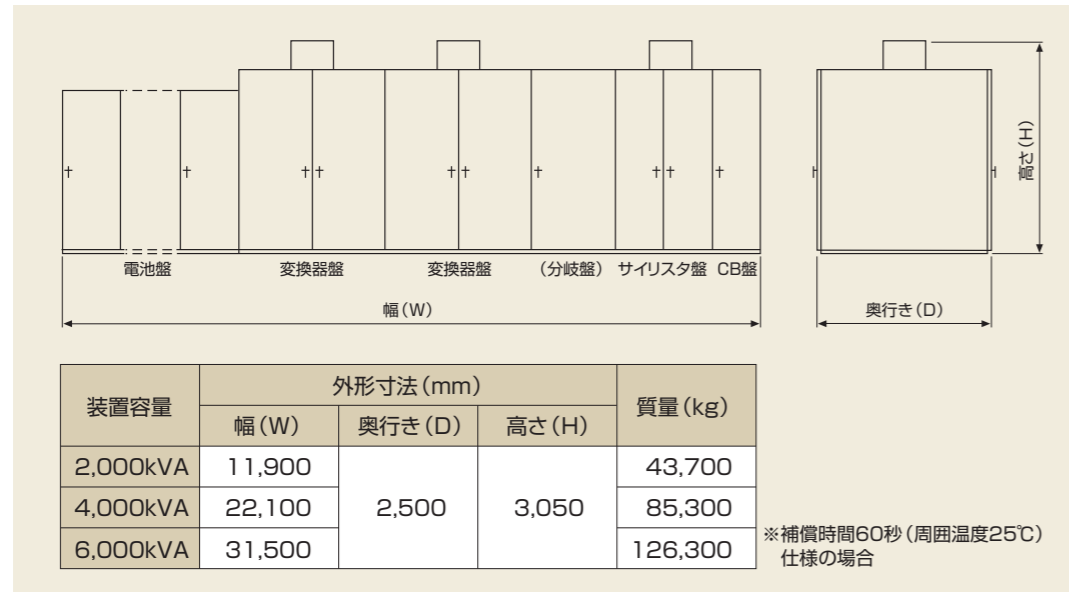 電池盤 変換器盤 変換器盤 （分岐盤） サイリスタ盤 CB盤
幅（W）
奥行き（D）
高さ（H）
装置容量 外形寸法（mm） 質量（kg）
幅（W） 奥行き（D） 高さ（H）
2,000kVA 11,900 43,700
4,000kVA 22,100 2,500 3,050 85,300
6,000kVA 31,500 126,300
※補償時間60秒（周囲温度25℃）
仕様の場合